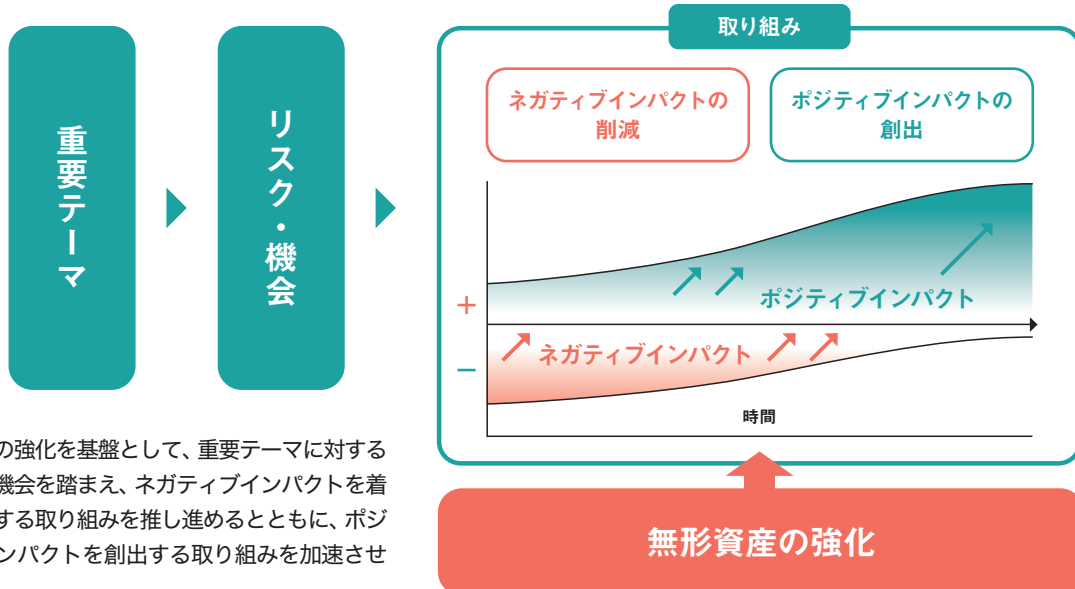 重要テーマ
リスク・機会
取り組み
ネガティブインパクトの
削減
ポジティブインパクトの
創出
+
ポジティブインパクト
ネガティブインパクト
−
時間
の強化を基盤として、重要テーマに対する
機会を踏まえ、ネガティブインパクトを着
する取り組みを推し進めるとともに、ポジ
ンパクトを創出する取り組みを加速させ
無形資産の強化